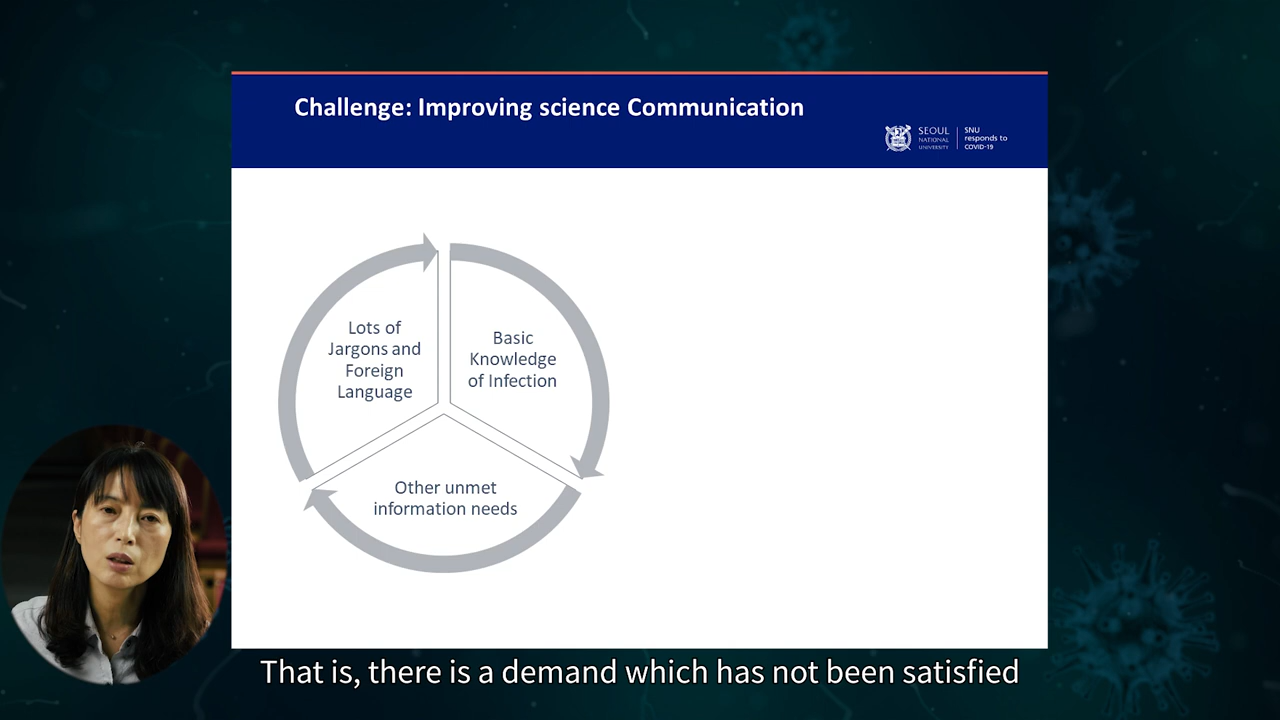 Challenge: Improving science Communication
SEOUL
NATIONAL
UNIVERSITY
SNU
responds to
COVID-19
Lots of
Jargons and
Foreign
Language
Basic
Knowledge
of Infection
Other unmet
information needs
That is, there is a demand which has not been satisfied